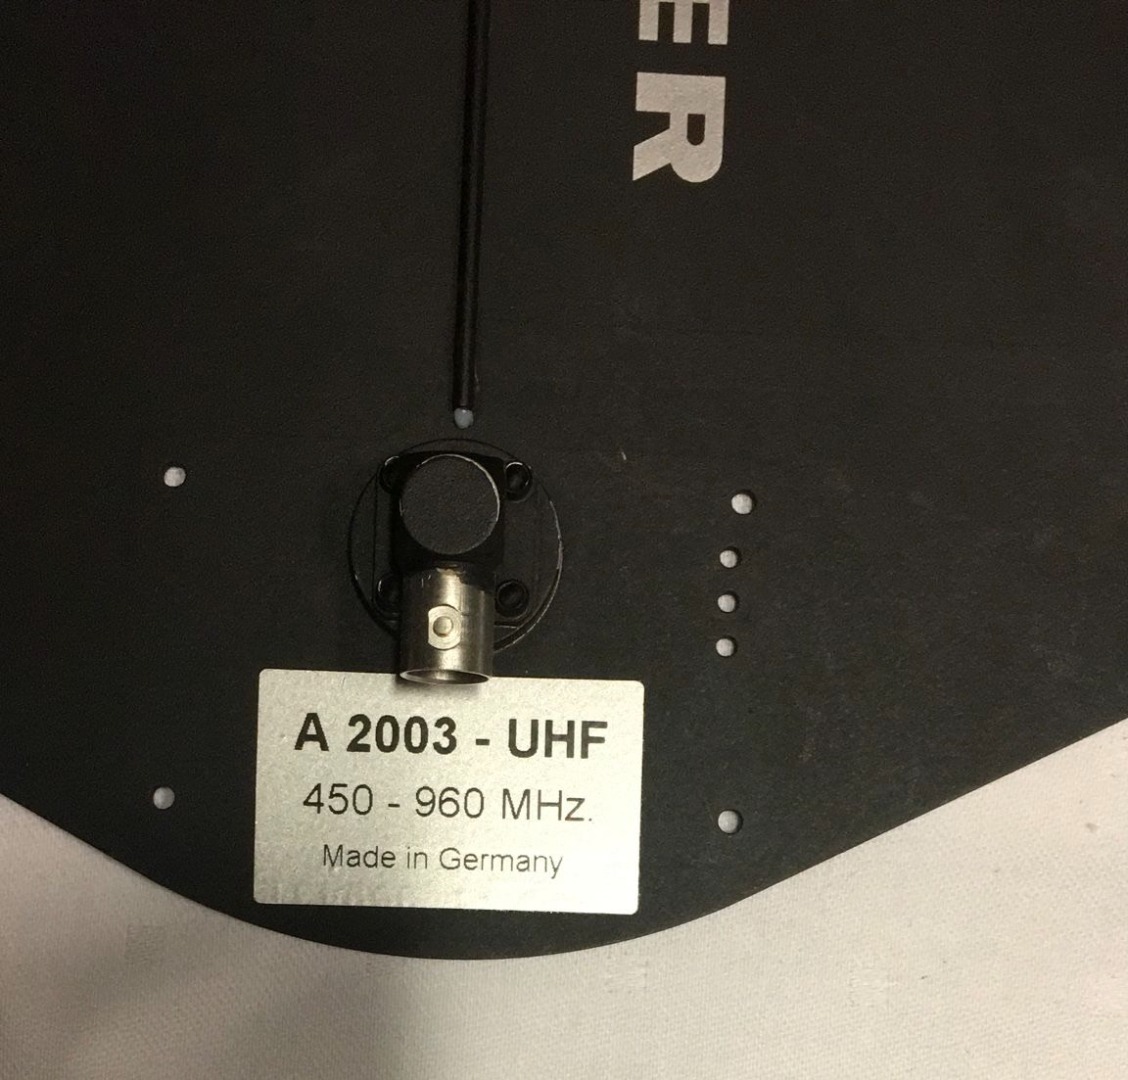 ER
A 2003 - UHF
450 - 960 MHz.
Made in Germany